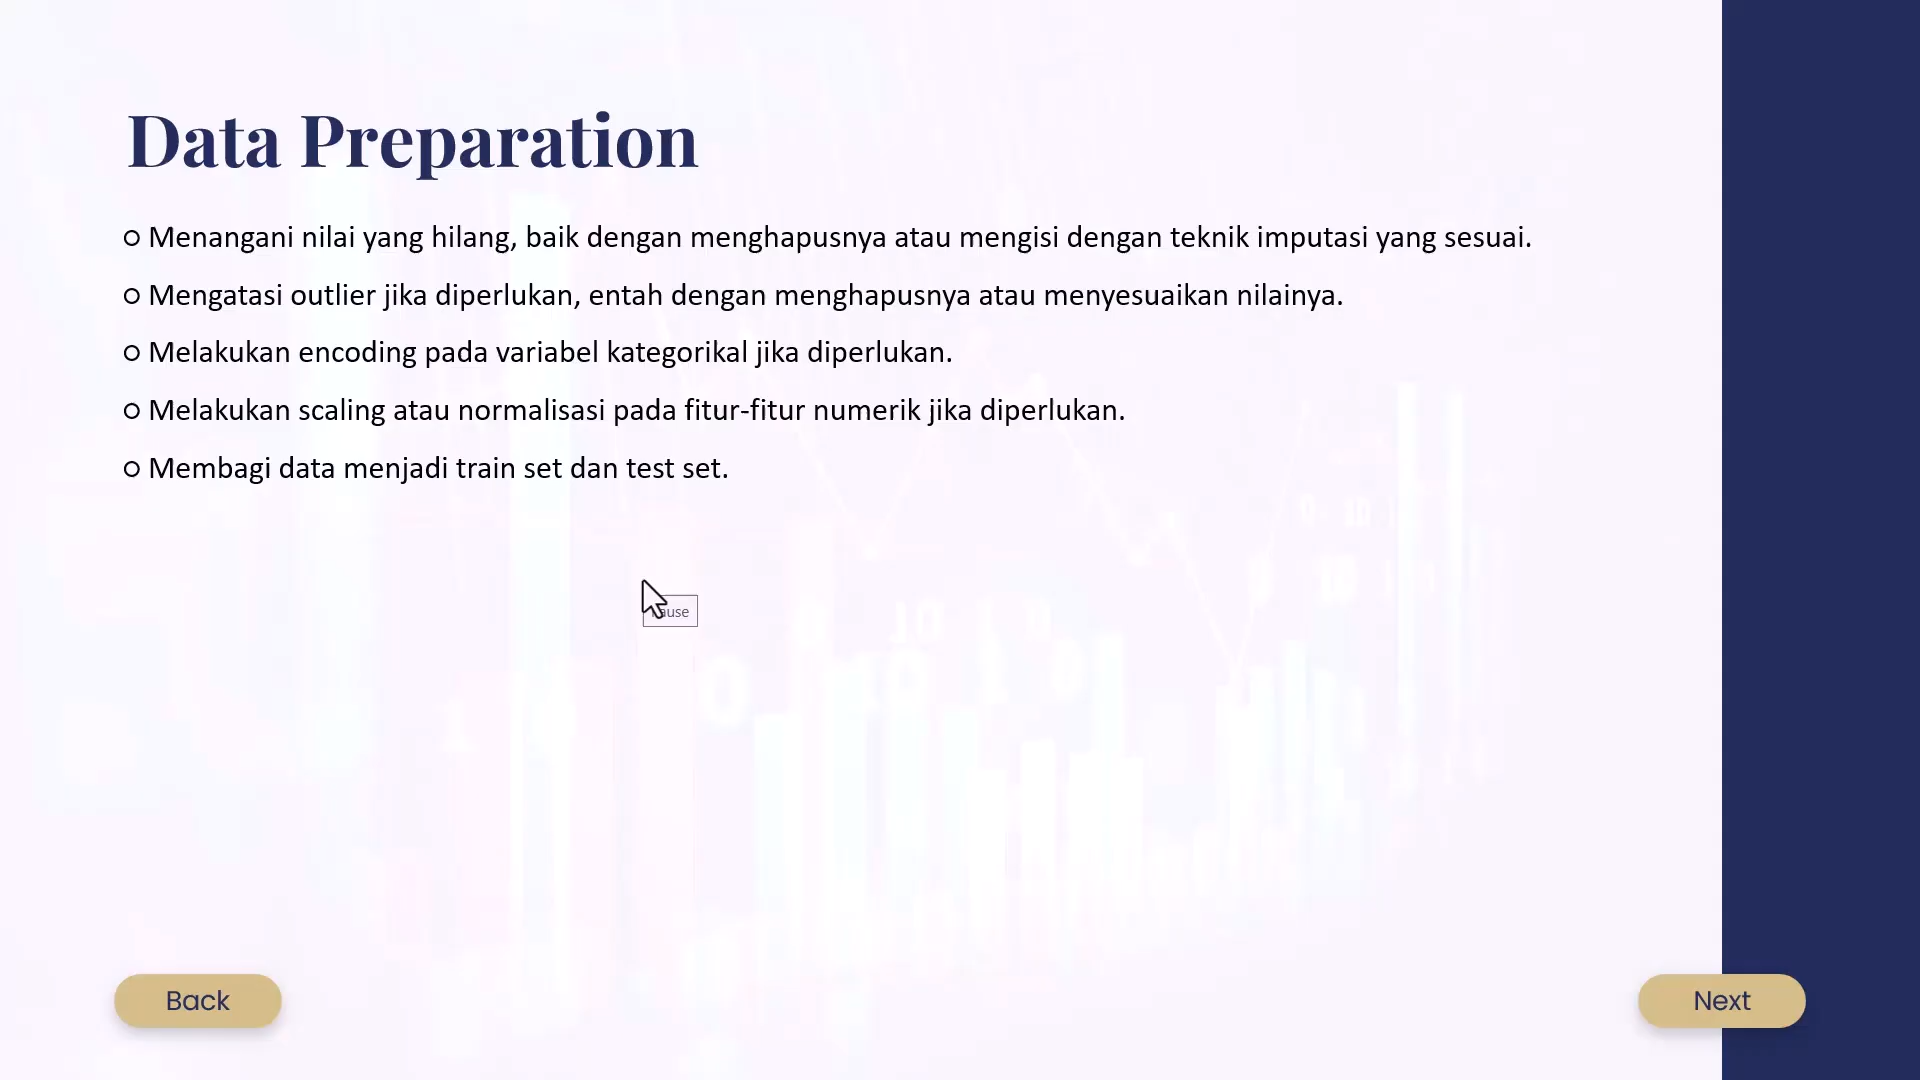 Data Preparation
Menangani nilai yang hilang, baik dengan menghapusnya atau mengisi dengan teknik imputasi yang sesuai.
Mengatasi outlier jika diperlukan, entah dengan menghapusnya atau menyesuaikan nilainya.
Melakukan encoding pada variabel kategorikal jika diperlukan.
Melakukan scaling atau normalisasi pada fitur-fitur numerik jika diperlukan.
Membagi data menjadi train set dan test set.
Back
Next